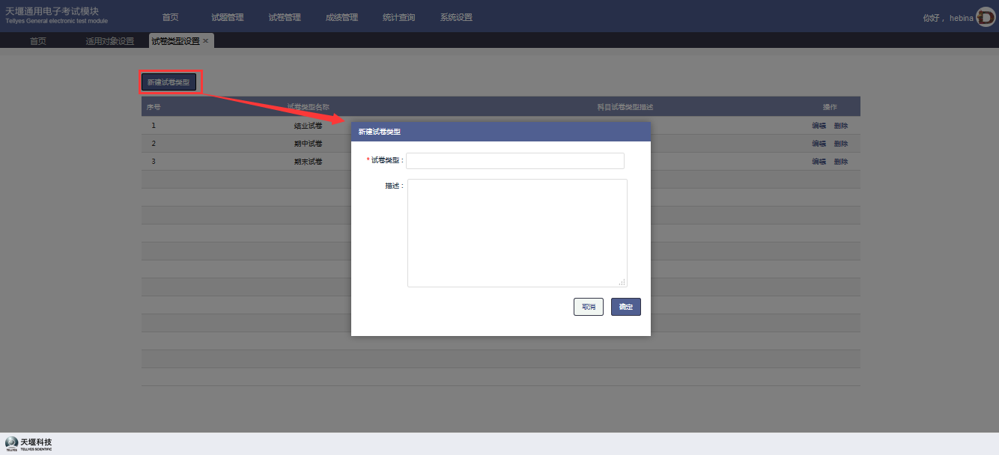 天堰通用电子考试模块
Tellyes General electronic test module
首页 试题管理 试卷管理 成绩管理 统计查询 系统设置
你好， hebina
首页 适用对象设置 试卷类型设置 ×
新建试卷类型
序号 试卷类型名称 科目试卷类型描述 操作
1 结业试卷 编辑 删除
2 期中试卷 编辑 删除
3 期末试卷 编辑 删除
新建试卷类型
* 试卷类型：
描述：
取消 确定
天堰科技
TELLYES SCIENTIFIC
TELLYES